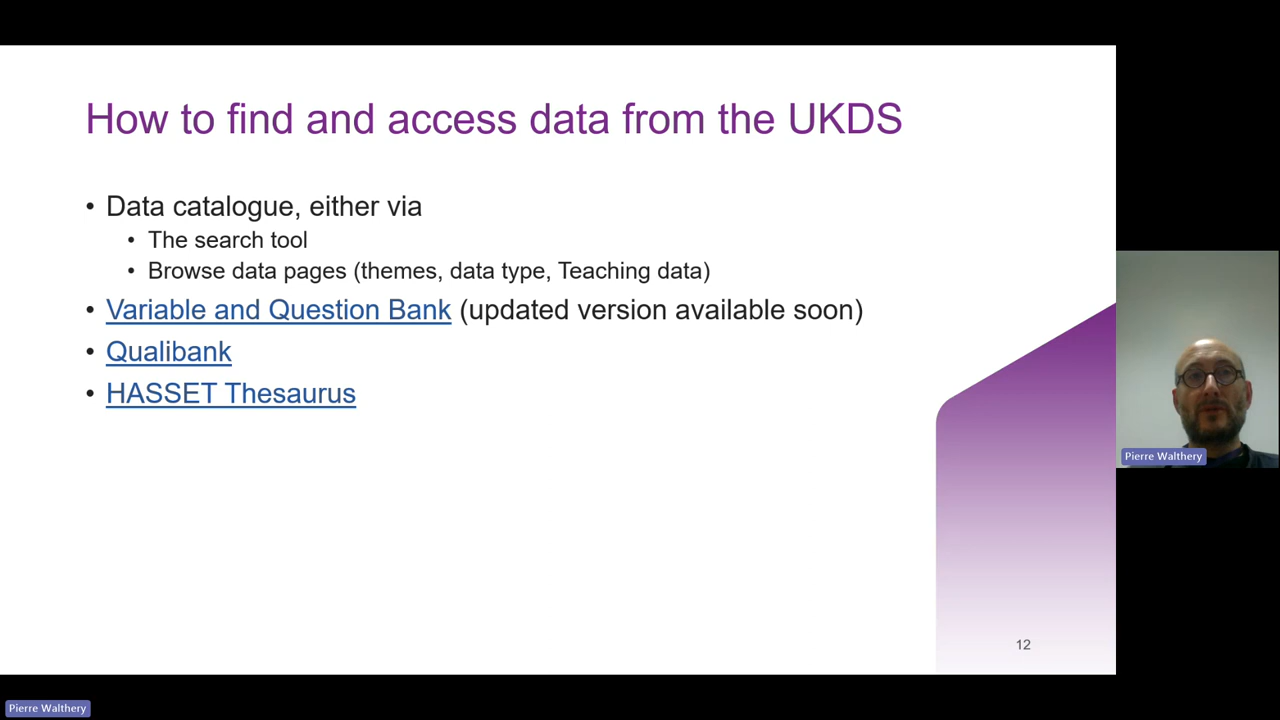 How to find and access data from the UKDS
• Data catalogue, either via
• The search tool
• Browse data pages (themes, data type, Teaching data)
• Variable and Question Bank (updated version available soon)
• Qualibank
• HASSET Thesaurus
12
Pierre Walthery
Pierre Walthery